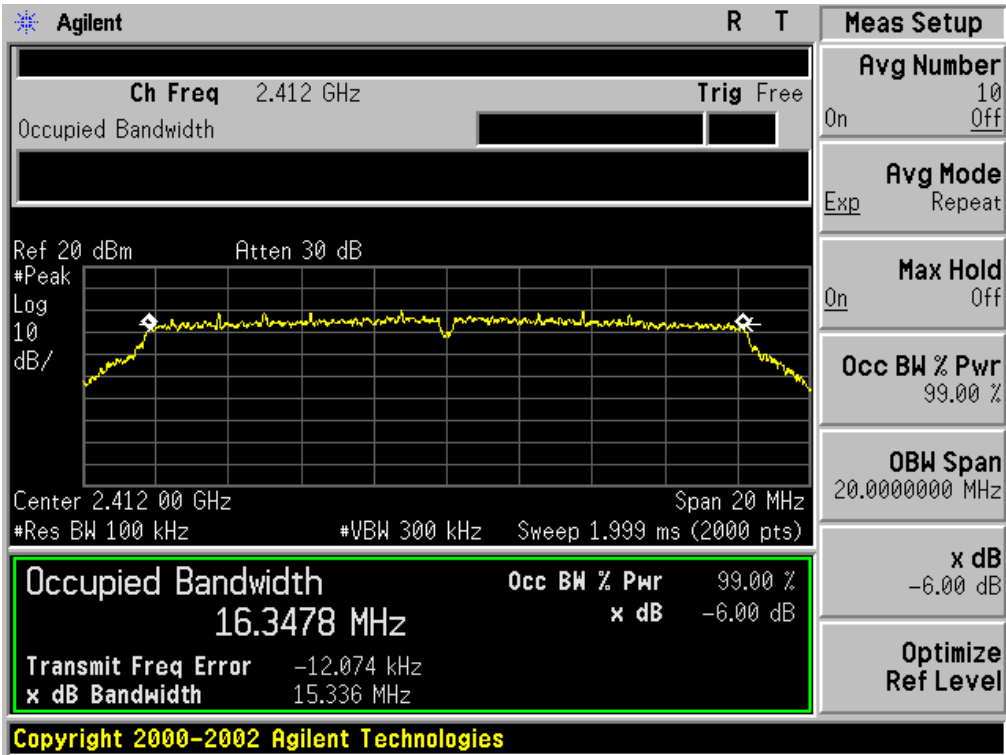 Agilent R T
Ch Freq 2.412 GHz Trig Free
Occupied Bandwidth
Ref 20 dBm Atten 30 dB
#Peak
Log
10
dB/
Center 2.412 00 GHz Span 20 MHz
#Res BW 100 kHz #VBW 300 kHz Sweep 1.999 ms (2000 pts)
Occupied Bandwidth Occ BW % Pwr 99.00 %
16.3478 MHz x dB -6.00 dB
Transmit Freq Error -12.074 kHz
x dB Bandwidth 15.336 MHz
Copyright 2000-2002 Agilent Technologies
Meas Setup
Avg Number
10
On Off
Avg Mode
Exp Repeat
Max Hold
On Off
Occ BW % Pwr
99.00 %
OBW Span
20.0000000 MHz
x dB
-6.00 dB
Optimize
Ref Level